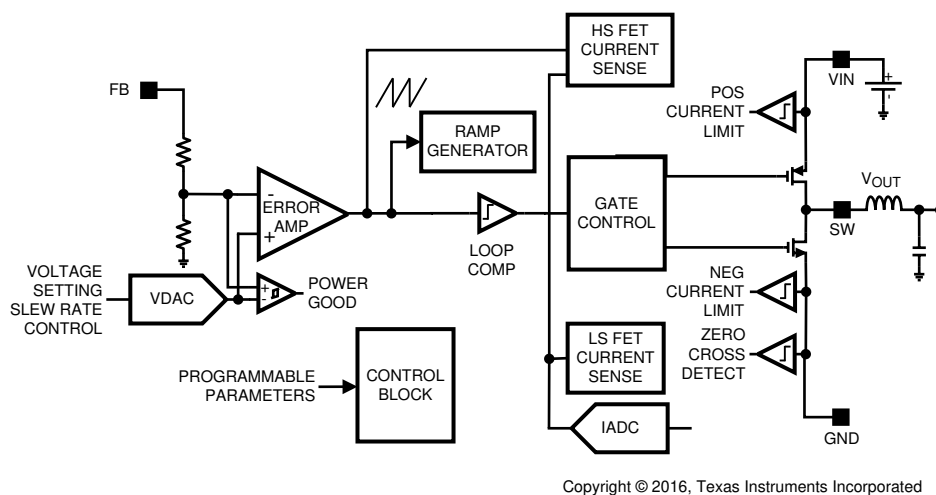 HS FET
CURRENT
SENSE
FB
VIN
+
-
POS
CURRENT
LIMIT
RAMP
GENERATOR
-
ERROR
AMP
+
LOOP
COMP
GATE
CONTROL
VOUT
SW
VOLTAGE
SETTING
SLEW RATE
CONTROL
VDAC
+
-
POWER
GOOD
NEG
CURRENT
LIMIT
ZERO
CROSS
DETECT
LS FET
CURRENT
SENSE
PROGRAMMABLE
PARAMETERS
CONTROL
BLOCK
IADC
GND
Copyright © 2016, Texas Instruments Incorporated